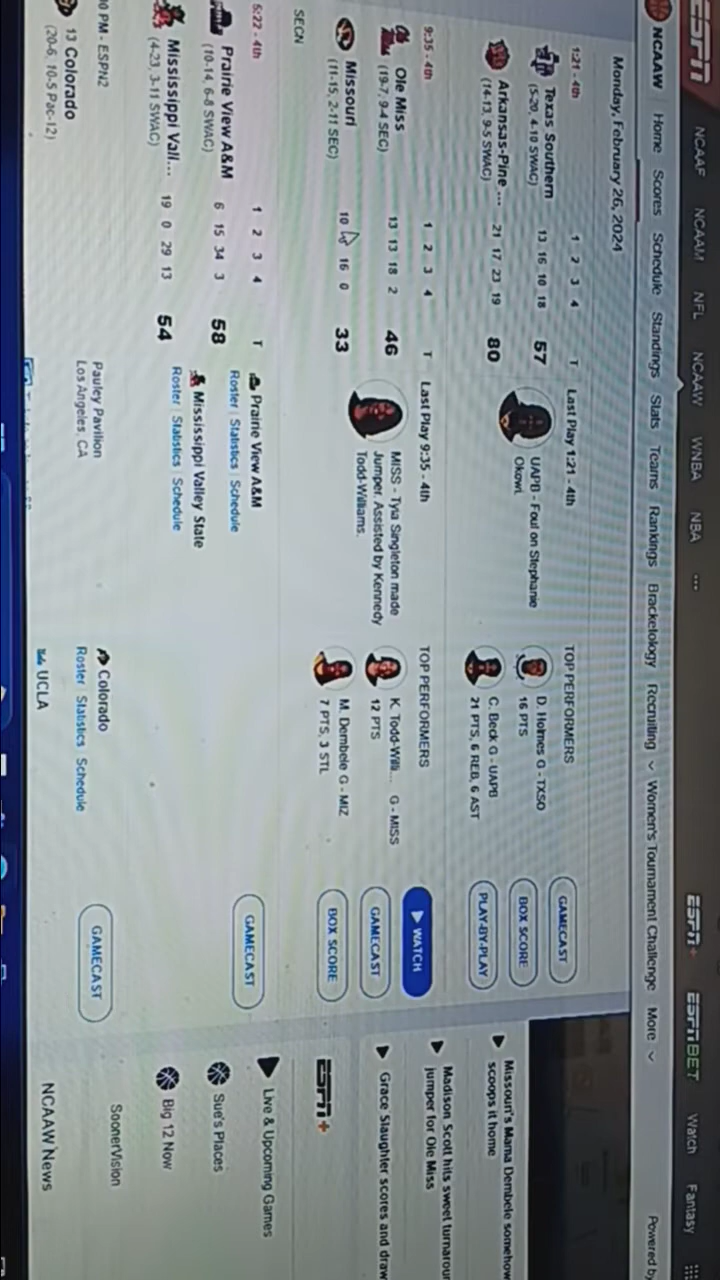 ESPN NCAAF NCAAM NFL NCAAW WNBA NBA ... ESPN+ ESPN BET Watch Fantasy
NCAAW Home Scores Schedule Standings Stats Teams Rankings Bracketology Recruiting Women's Tournament Challenge More Powered by
Monday, February 26, 2024
1:21 - 4th 1 2 3 4 T Last Play 1:21 - 4th TOP PERFORMERS GAMECAST
Texas Southern 13 16 10 18 57 UAPB - Foul on Stephanie D. Holmes G - TXSO BOX SCORE
(5-20, 4-10 SWAC) Okowi. 16 PTS
Arkansas-Pine ... 21 17 23 19 80 C. Beck G - UAPB PLAY-BY-PLAY
(14-13, 9-5 SWAC) 21 PTS, 6 REB, 6 AST
Missouri's Mama Dembele somehow
scoops it home
9:35 - 4th 1 2 3 4 T Last Play 9:35 - 4th TOP PERFORMERS WATCH
Madison Scott hits sweet turnarou
jumper for Ole Miss
Ole Miss 13 13 18 2 46 MISS - Tyia Singleton made K. Todd-Willi... G - MISS GAMECAST
(19-7, 9-4 SEC) Jumper. Assisted by Kennedy 12 PTS
Todd-Williams.
Grace Slaughter scores and draw
Missouri 10 16 0 33 M. Dembele G - MIZ BOX SCORE
(11-15, 2-11 SEC) 7 PTS, 3 STL
ESPN+
SECN
5:22 - 4th 1 2 3 4 T Prairie View A&M GAMECAST
Roster Statistics Schedule
Live & Upcoming Games
Prairie View A&M 6 15 34 3 58
(10-14, 6-8 SWAC)
Mississippi Valley State
Sue's Places
Mississippi Vall... 19 0 29 13 54 Roster Statistics Schedule
(4-23, 3-11 SWAC)
Big 12 Now
00 PM - ESPN2 Pauley Pavilion Colorado GAMECAST
Los Angeles, CA Roster Statistics Schedule
SoonerVision
13 Colorado
(20-6, 10-5 Pac-12)
UCLA
NCAAW News